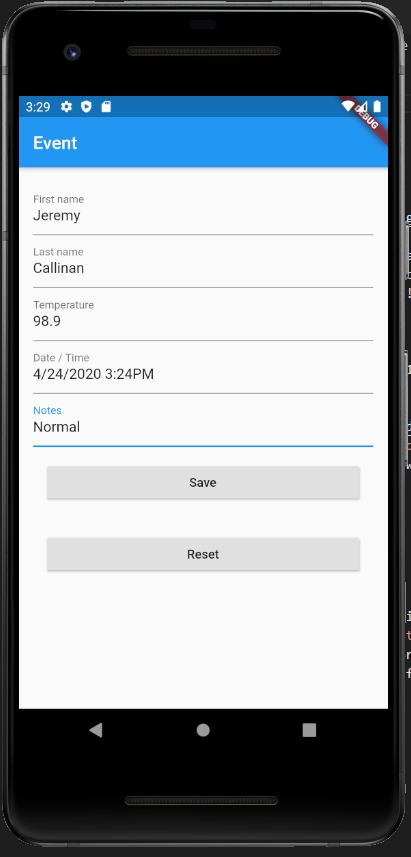 3:29
DEBUG
Event
First name
Jeremy
Last name
Callinan
Temperature
98.9
Date / Time
4/24/2020 3:24PM
Notes
Normal
Save
Reset